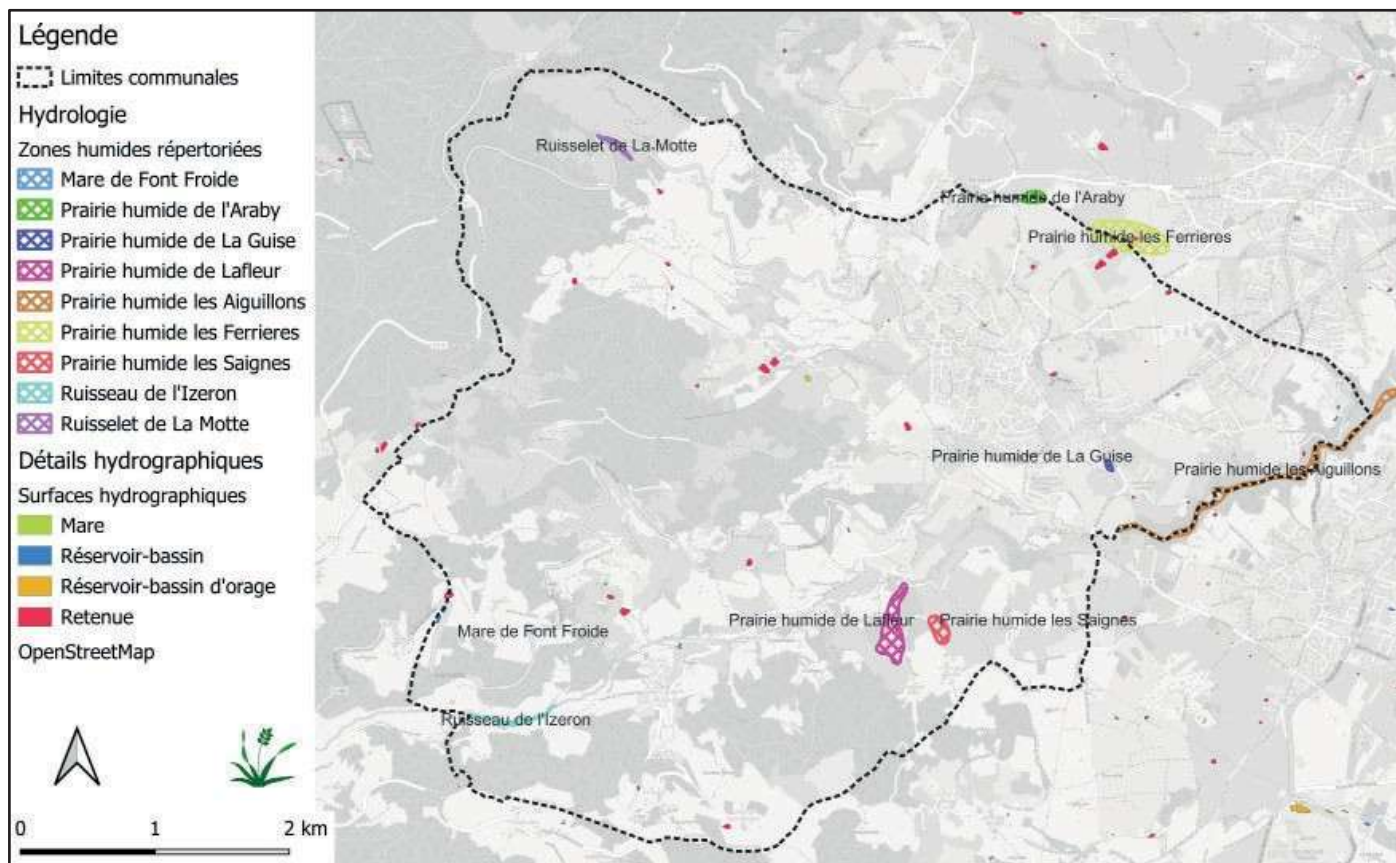 Légende
Limites communales
Hydrologie
Zones humides répertoriées
Mare de Font Froide
Prairie humide de l'Araby
Prairie humide de La Guise
Prairie humide de Lafleur
Prairie humide les Aiguillons
Prairie humide les Ferrieres
Prairie humide les Saignes
Ruisseau de l'Izeron
Ruisselet de La Motte
Détails hydrographiques
Surfaces hydrographiques
Mare
Réservoir-bassin
Réservoir-bassin d'orage
Retenue
OpenStreetMap
0 1 2 km
Ruisselet de La Motte
Prairie humide de l'Araby
Prairie humide les Ferrieres
Prairie humide de La Guise
Prairie humide les Aiguillons
Prairie humide de Lafleur
Prairie humide les Saignes
Mare de Font Froide
Ruisseau de l'Izeron